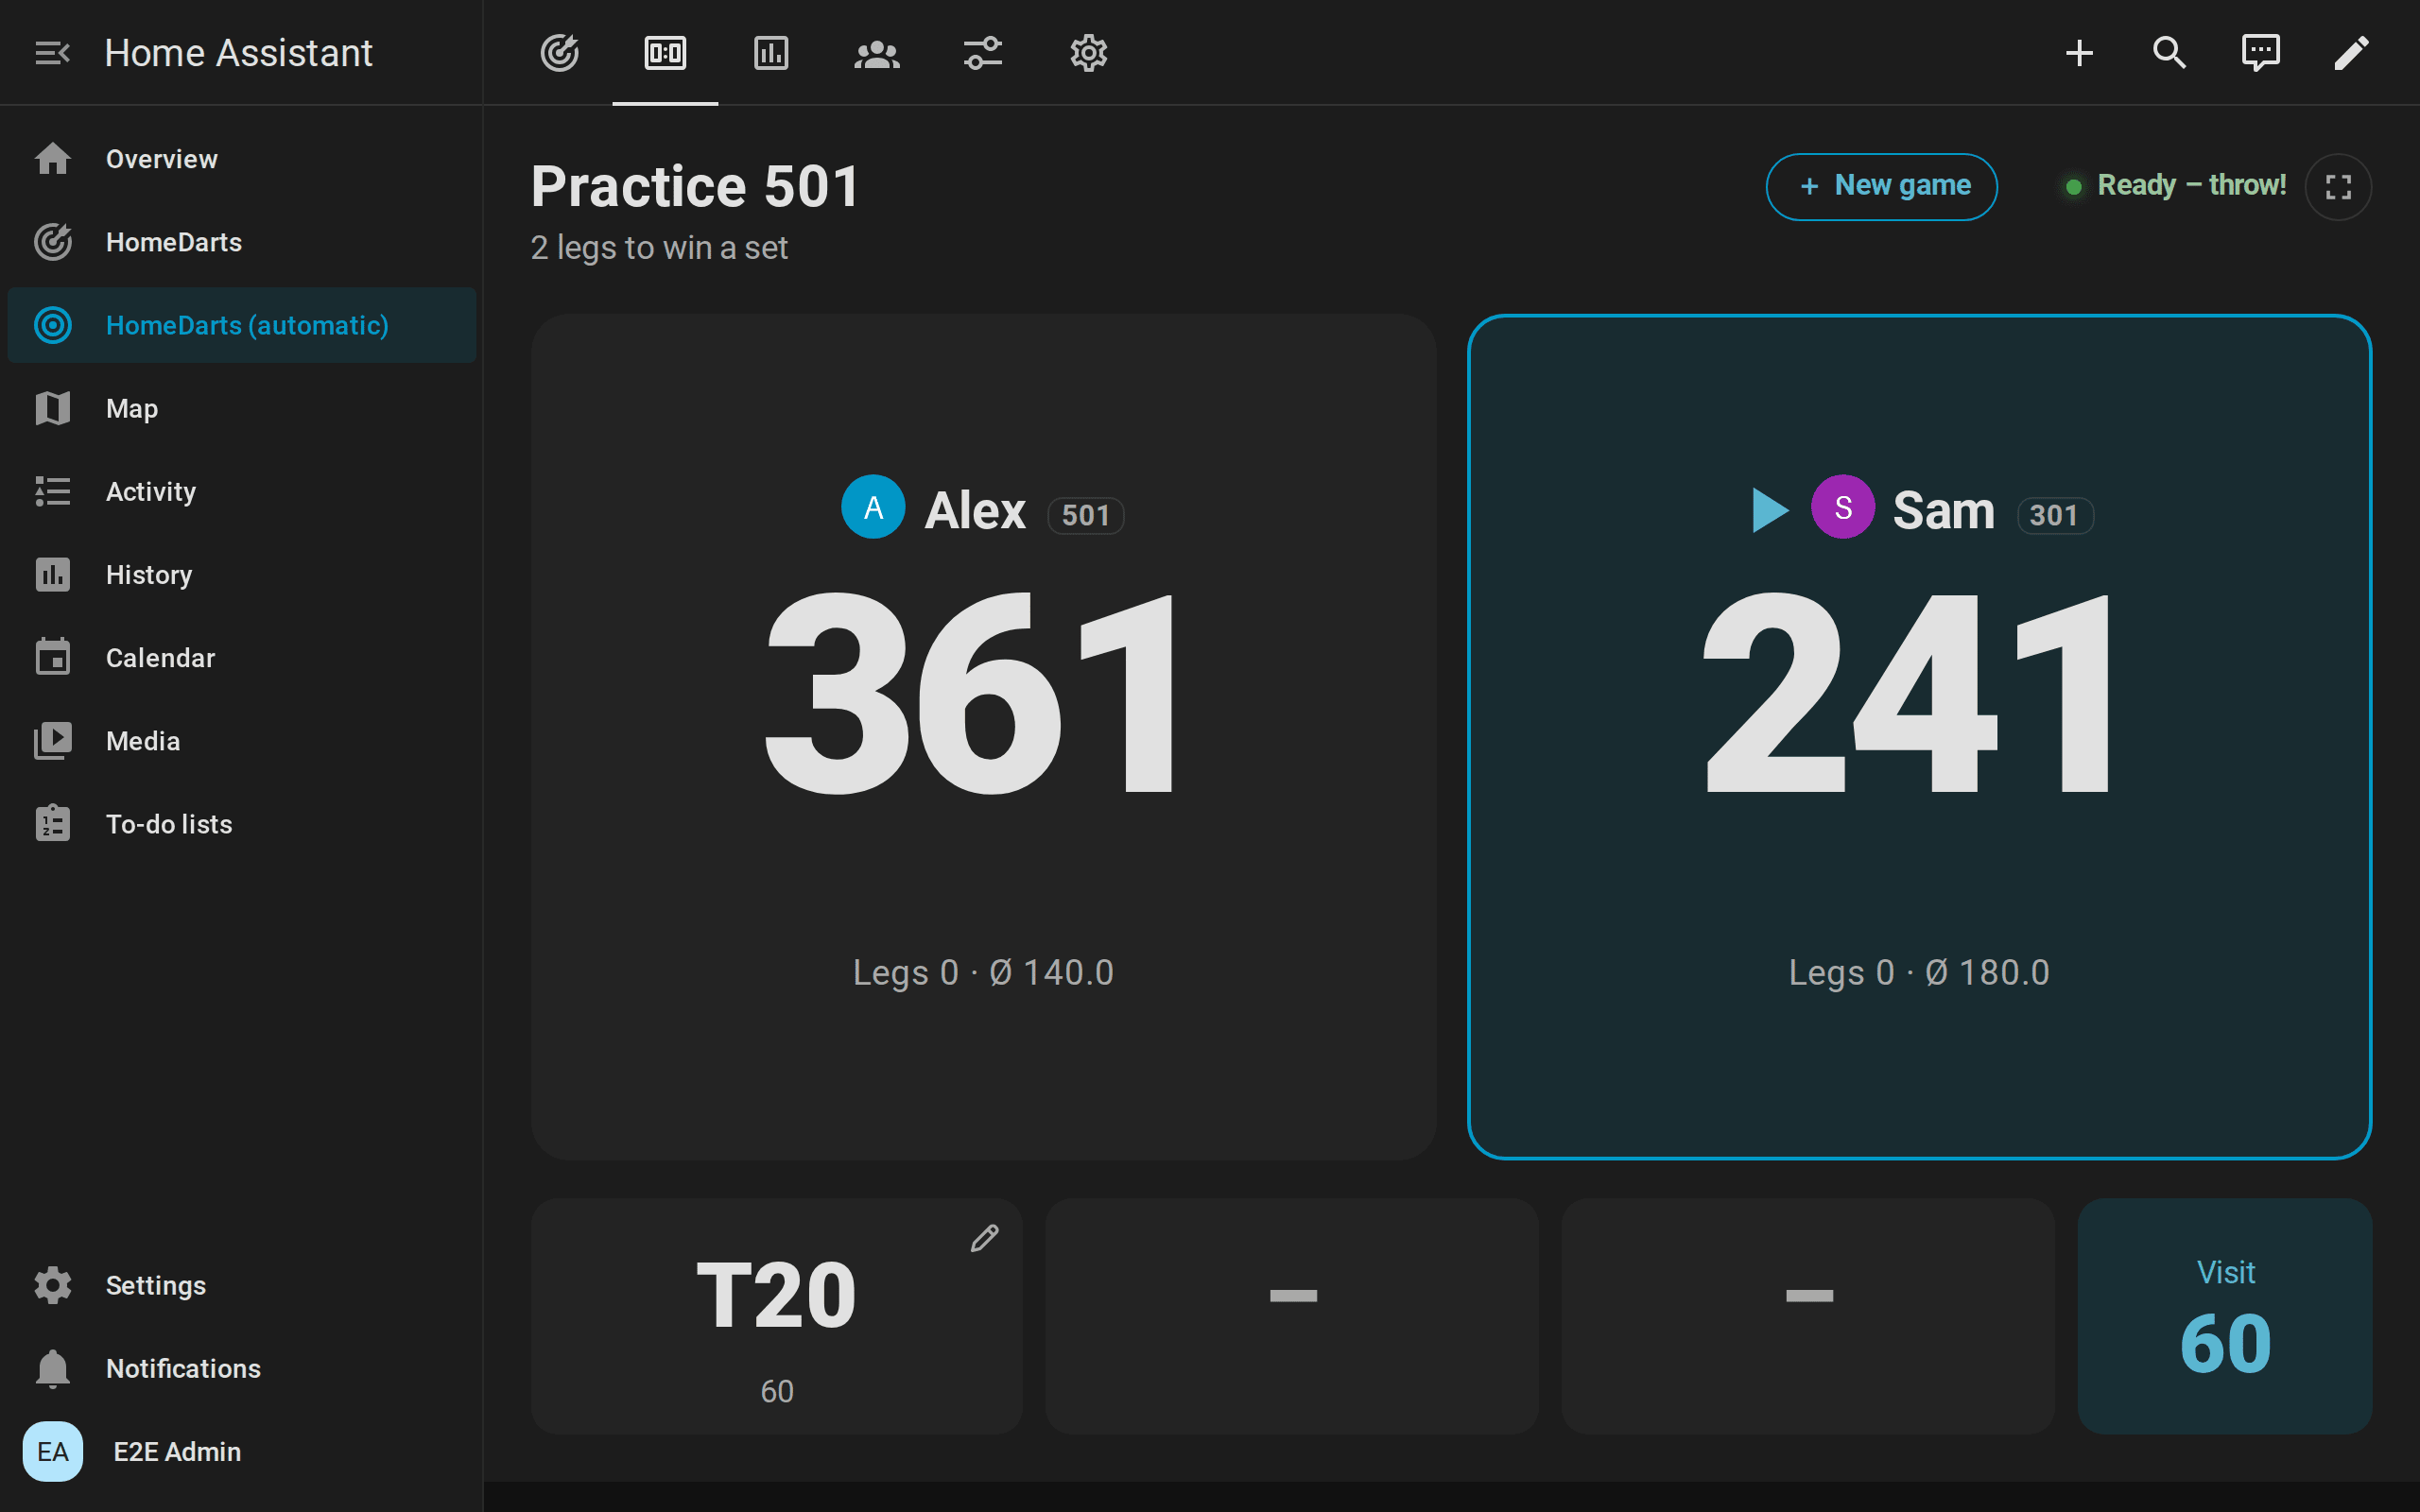 Home Assistant
Overview
HomeDarts
HomeDarts (automatic)
Map
Activity
History
Calendar
Media
To-do lists
Settings
Notifications
EA E2E Admin
Practice 501
2 legs to win a set
+ New game
Ready – throw!
A Alex 501
361
Legs 0 · Ø 140.0
S Sam 301
241
Legs 0 · Ø 180.0
T20
60
–
–
Visit
60